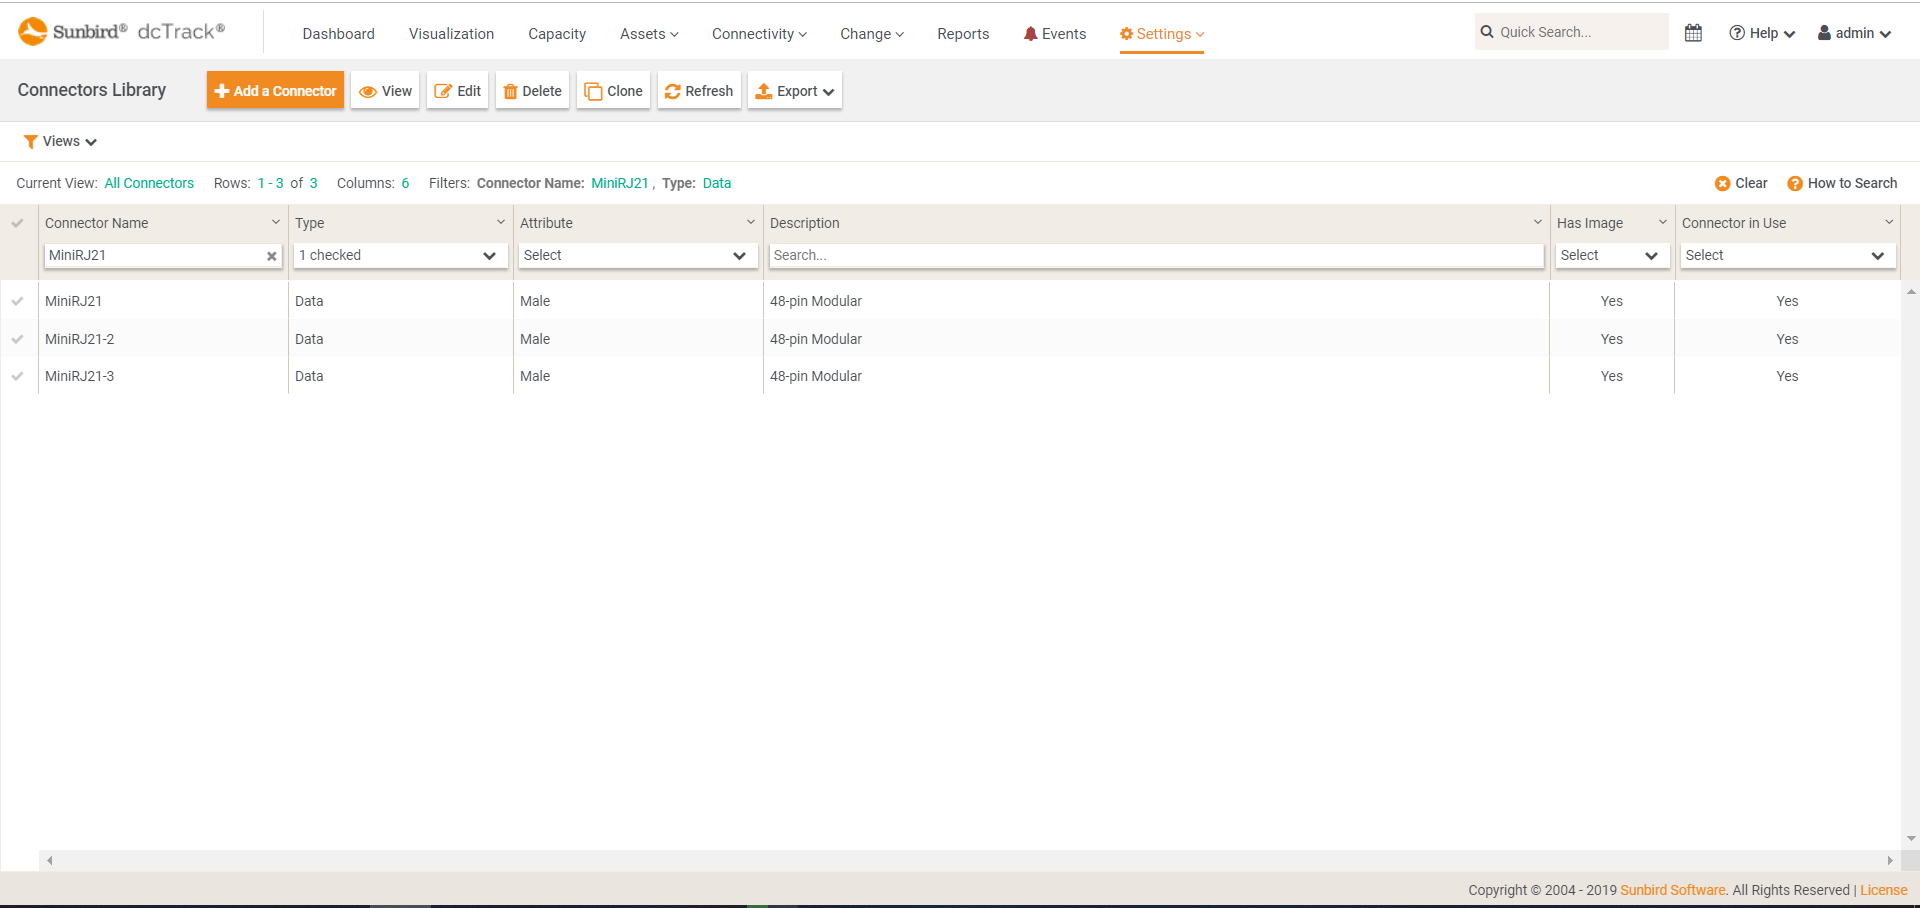 Sunbird® dcTrack® Dashboard Visualization Capacity Assets Connectivity Change Reports Events Settings Quick Search... Help admin
Connectors Library Add a Connector View Edit Delete Clone Refresh Export
Views
Current View: All Connectors Rows: 1 - 3 of 3 Columns: 6 Filters: Connector Name: MiniRJ21 , Type: Data Clear How to Search
Connector Name Type Attribute Description Has Image Connector in Use
MiniRJ21 1 checked Select Search... Select Select
MiniRJ21 Data Male 48-pin Modular Yes Yes
MiniRJ21-2 Data Male 48-pin Modular Yes Yes
MiniRJ21-3 Data Male 48-pin Modular Yes Yes
Copyright © 2004 - 2019 Sunbird Software. All Rights Reserved | License